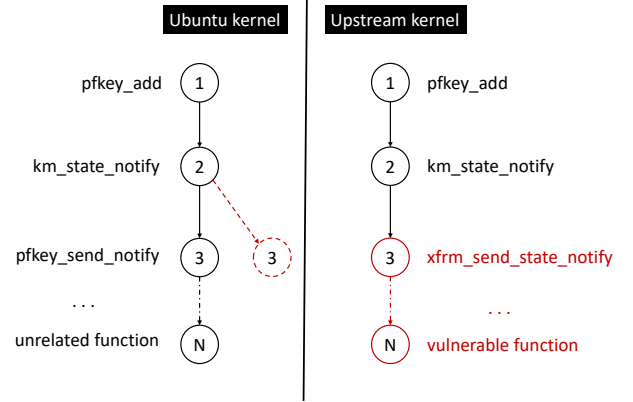 Ubuntu kernel
pfkey_add
1
km_state_notify
2
pfkey_send_notify
3
3
. . .
unrelated function
N
Upstream kernel
1
pfkey_add
2
km_state_notify
3
xfrm_send_state_notify
. . .
N
vulnerable function